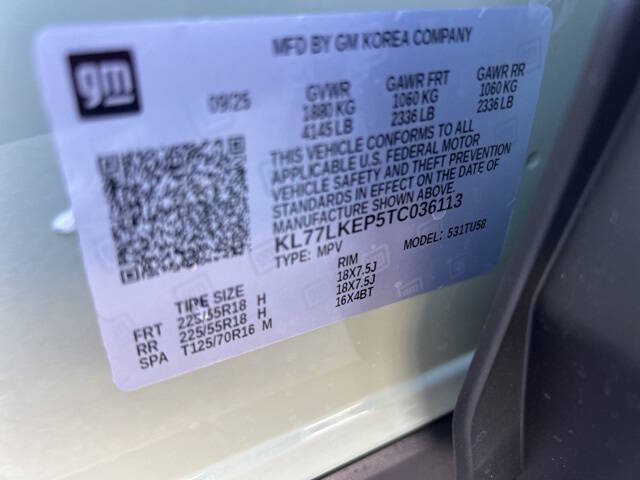 gm
MFD BY GM KOREA COMPANY
09/25
GVWR
1880 KG
4145 LB
GAWR FRT
1060 KG
2336 LB
GAWR RR
1060 KG
2336 LB
THIS VEHICLE CONFORMS TO ALL
APPLICABLE U.S. FEDERAL MOTOR
VEHICLE SAFETY AND THEFT PREVENTION
STANDARDS IN EFFECT ON THE DATE OF
MANUFACTURE SHOWN ABOVE.
KL77LKEP5TC036113
TYPE: MPV
MODEL: 531TU58
TIRE SIZE
RIM
FRT 225/55R18 H 18X7.5J
RR 225/55R18 H 18X7.5J
SPA T125/70R16 M 16X4BT